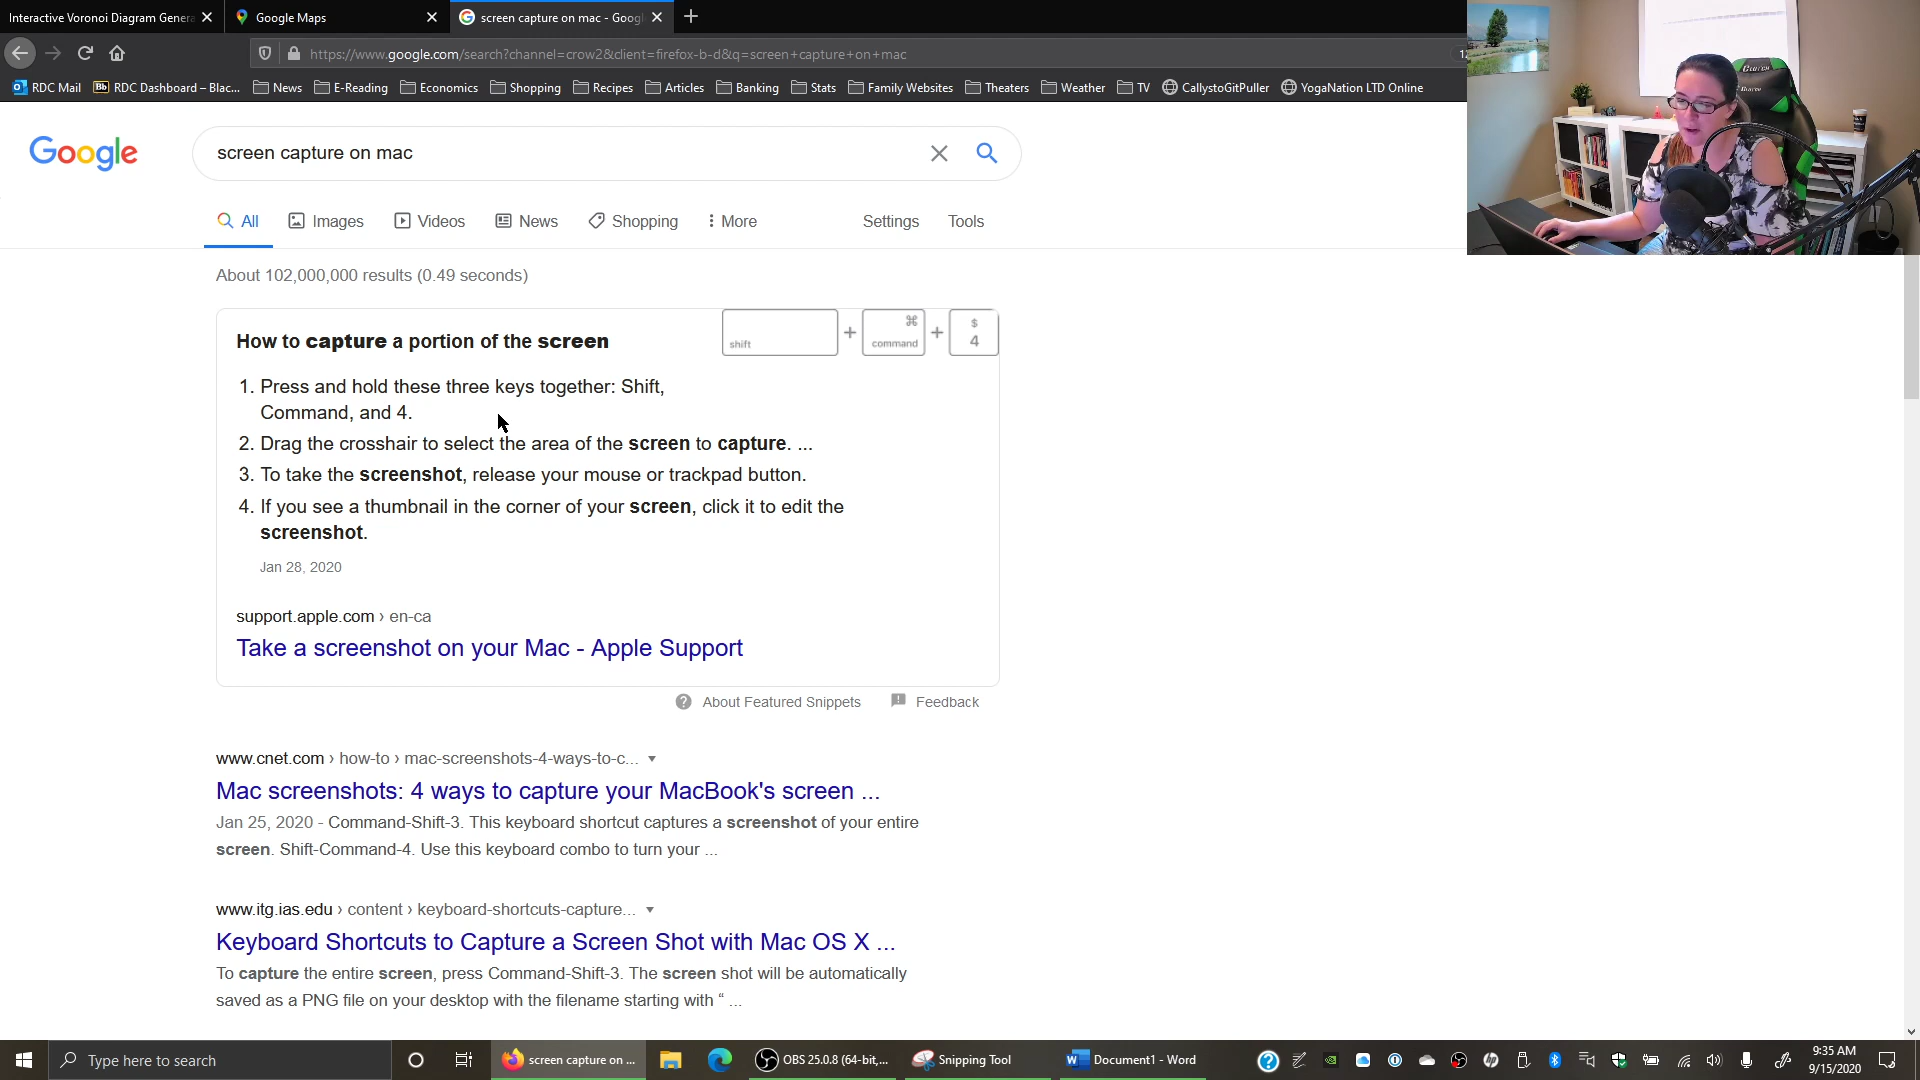 Interactive Voronoi Diagram Genera
Google Maps
screen capture on mac - Googl
https://www.google.com/search?channel=crow2&client=firefox-b-d&q=screen+capture+on+mac
RDC Mail
Bb RDC Dashboard – Blac...
News
E-Reading
Economics
Shopping
Recipes
Articles
Banking
Stats
Family Websites
Theaters
Weather
TV
CallystoGitPuller
YogaNation LTD Online
Google
screen capture on mac
All
Images
Videos
News
Shopping
More
Settings
Tools
About 102,000,000 results (0.49 seconds)
How to capture a portion of the screen
shift + ⌘ command + $ 4
1. Press and hold these three keys together: Shift,
Command, and 4.
2. Drag the crosshair to select the area of the screen to capture. ...
3. To take the screenshot, release your mouse or trackpad button.
4. If you see a thumbnail in the corner of your screen, click it to edit the
screenshot.
Jan 28, 2020
support.apple.com › en-ca
Take a screenshot on your Mac - Apple Support
About Featured Snippets
Feedback
www.cnet.com › how-to › mac-screenshots-4-ways-to-c...
Mac screenshots: 4 ways to capture your MacBook's screen ...
Jan 25, 2020 - Command-Shift-3. This keyboard shortcut captures a screenshot of your entire
screen. Shift-Command-4. Use this keyboard combo to turn your ...
www.itg.ias.edu › content › keyboard-shortcuts-capture...
Keyboard Shortcuts to Capture a Screen Shot with Mac OS X ...
To capture the entire screen, press Command-Shift-3. The screen shot will be automatically
saved as a PNG file on your desktop with the filename starting with “ ...
Type here to search
screen capture on ...
OBS 25.0.8 (64-bit,...
Snipping Tool
Document1 - Word
9:35 AM
9/15/2020